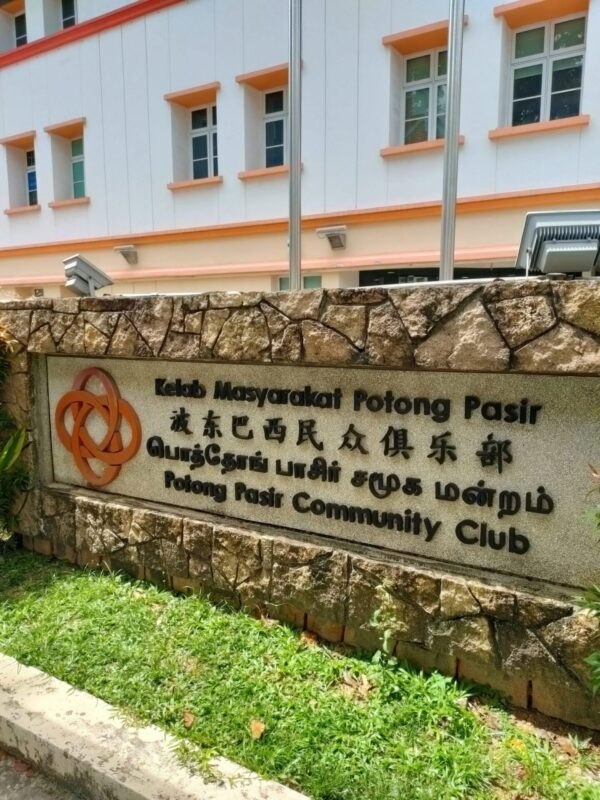 Kelab Masyarakat Potong Pasir
波东巴西民众俱乐部
பொத்தோங் பாசிர் சமூக மன்றம்
Potong Pasir Community Club